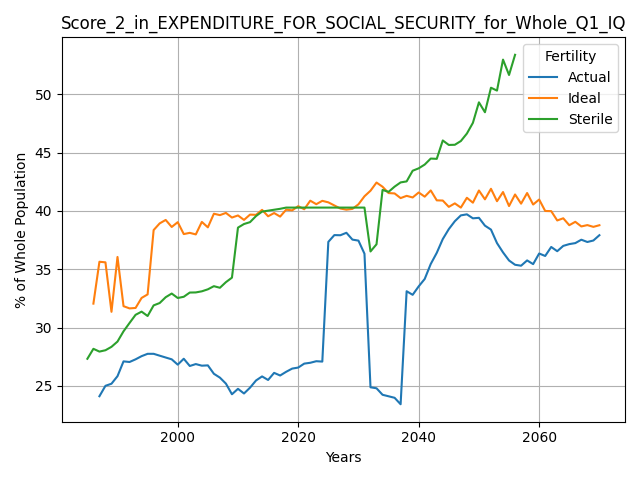 Score_2_in_EXPENDITURE_FOR_SOCIAL_SECURITY_for_Whole_Q1_IQ
Fertility
Actual
Ideal
Sterile
% of Whole Population
50
45
40
35
30
25
2000
2020
2040
2060
Years